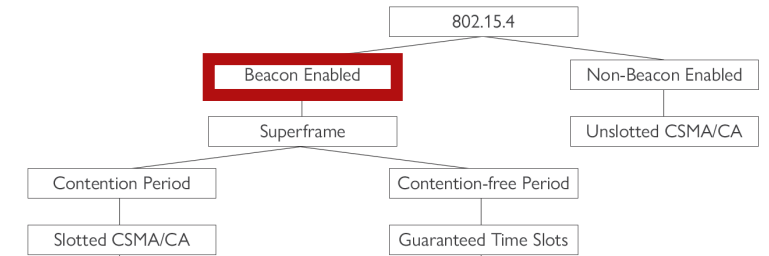 802.15.4
Beacon Enabled
Non-Beacon Enabled
Superframe
Unslotted CSMA/CA
Contention Period
Contention-free Period
Slotted CSMA/CA
Guaranteed Time Slots